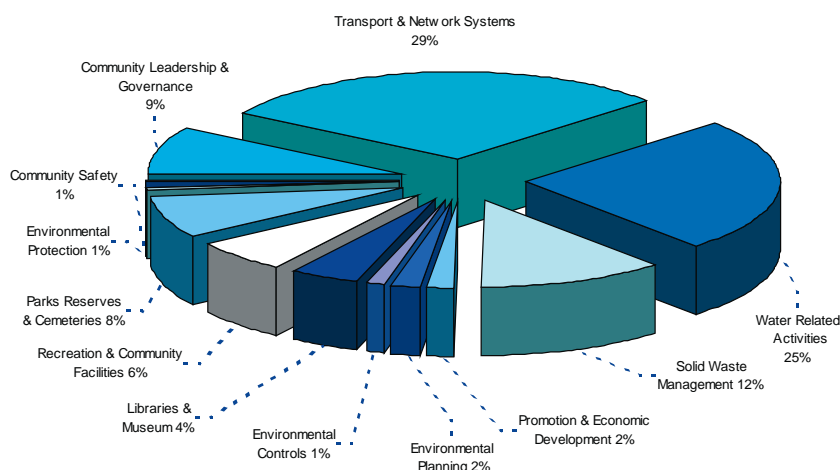 Transport & Network Systems
29%
Community Leadership &
Governance
9%
Community Safety
1%
Environmental
Protection 1%
Parks Reserves
& Cemeteries 8%
Recreation & Community
Facilities 6%
Libraries &
Museum 4%
Environmental
Controls 1%
Environmental
Planning 2%
Promotion & Economic
Development 2%
Solid Waste
Management 12%
Water Related
Activities
25%